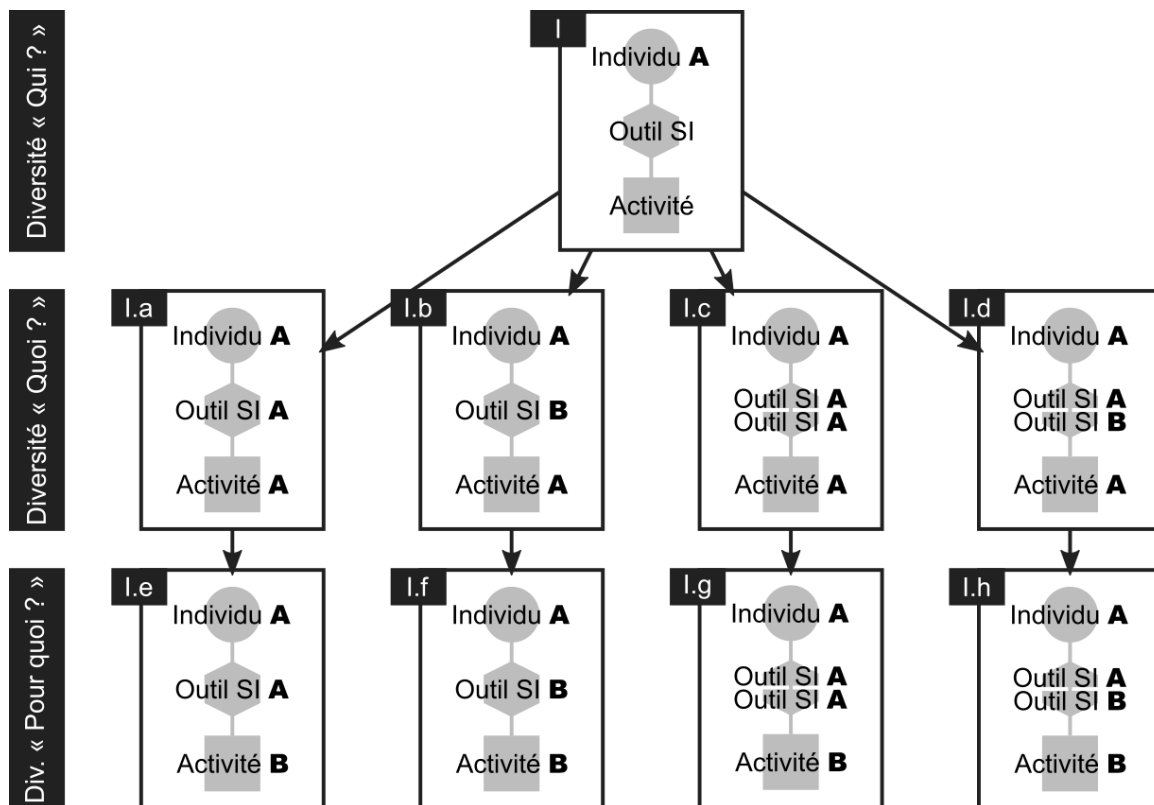 Diversité « Qui ? »
I
Individu A
Outil SI
Activité
Diversité « Quoi ? »
I.a
Individu A
Outil SI A
Activité A
I.b
Individu A
Outil SI B
Activité A
I.c
Individu A
Outil SI A
Outil SI A
Activité A
I.d
Individu A
Outil SI A
Outil SI B
Activité A
Div. « Pour quoi ? »
I.e
Individu A
Outil SI A
Activité B
I.f
Individu A
Outil SI B
Activité B
I.g
Individu A
Outil SI A
Outil SI A
Activité B
I.h
Individu A
Outil SI A
Outil SI B
Activité B